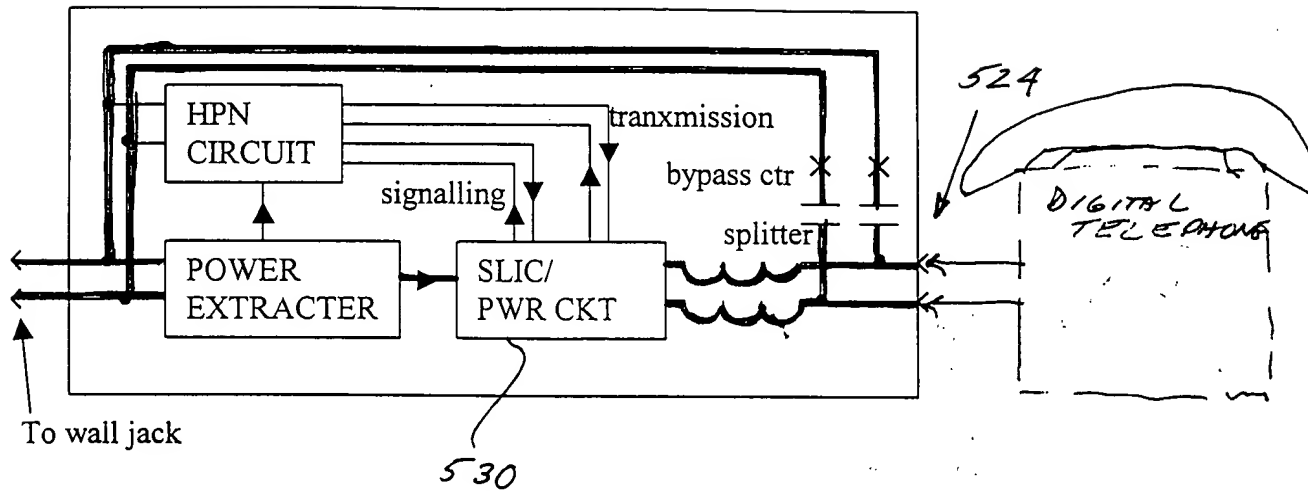 524
HPN
CIRCUIT
tranxmission
signalling
bypass ctr
splitter
DIGITAL
TELEPHONE
POWER
EXTRACTER
SLIC/
PWR CKT
To wall jack
530